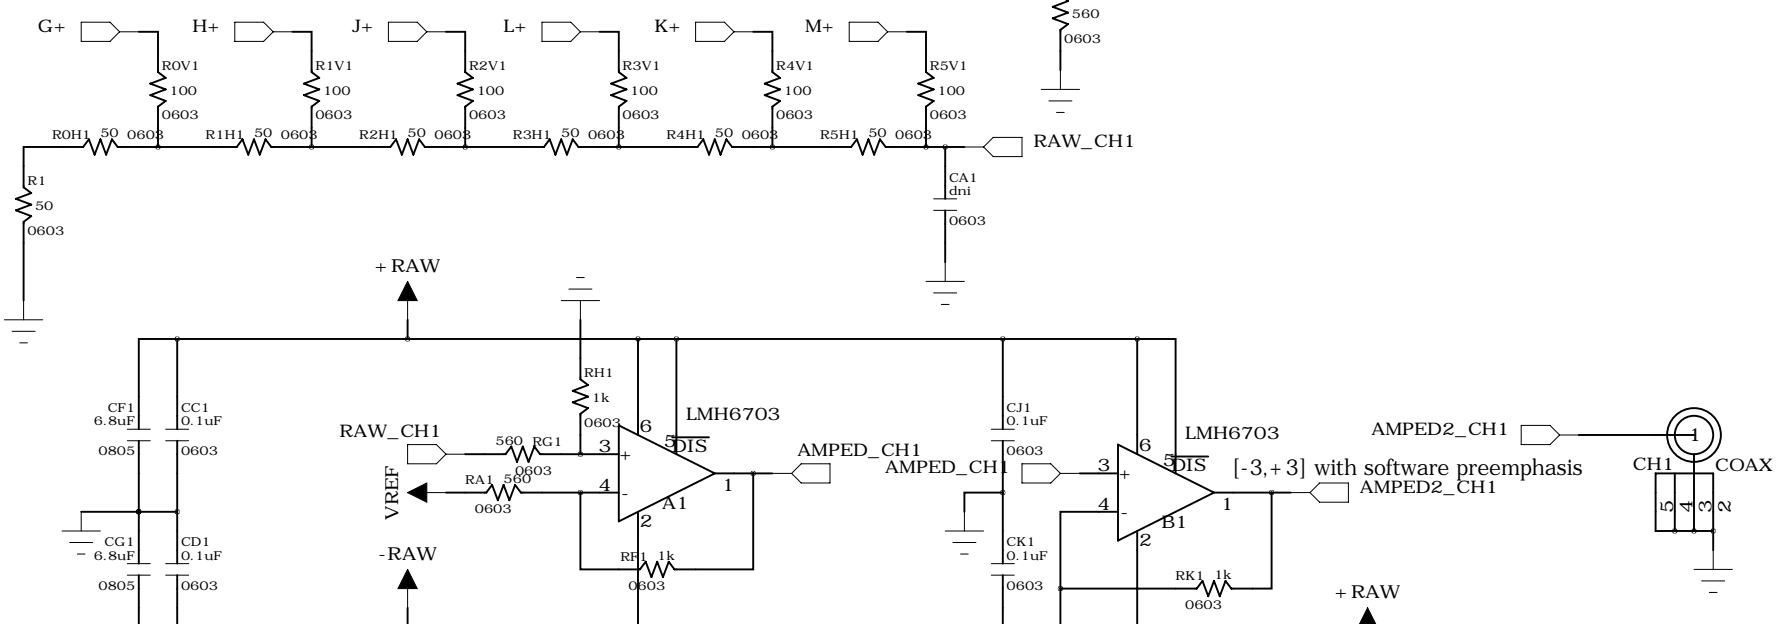 G+ H+ J+ L+ K+ M+
560
0603
R0V1 R1V1 R2V1 R3V1 R4V1 R5V1
100 100 100 100 100 100
0603 0603 0603 0603 0603 0603
R0H1 50 0603 R1H1 50 0603 R2H1 50 0603 R3H1 50 0603 R4H1 50 0603 R5H1 50 0603
RAW_CH1
R1
50
0603
CA1
dni
0603
+RAW
RH1
1k
0603
CF1
6.8uF
0805
CC1
0.1uF
0603
RAW_CH1
560 RG1
0603
VREF
RA1 560
0603
3
+
4
-
6
5
DIS
LMH6703
A1
2
1
AMPED_CH1
RF1 1k
0603
CG1
6.8uF
0805
CD1
0.1uF
0603
-RAW
CJ1
0.1uF
0603
AMPED_CH1
CK1
0.1uF
0603
3
+
4
-
6
5
DIS
LMH6703
B1
2
1
[-3,+3] with software preemphasis
AMPED2_CH1
RK1 1k
0603
+RAW
AMPED2_CH1
1
CH1 COAX
5 4 3 2